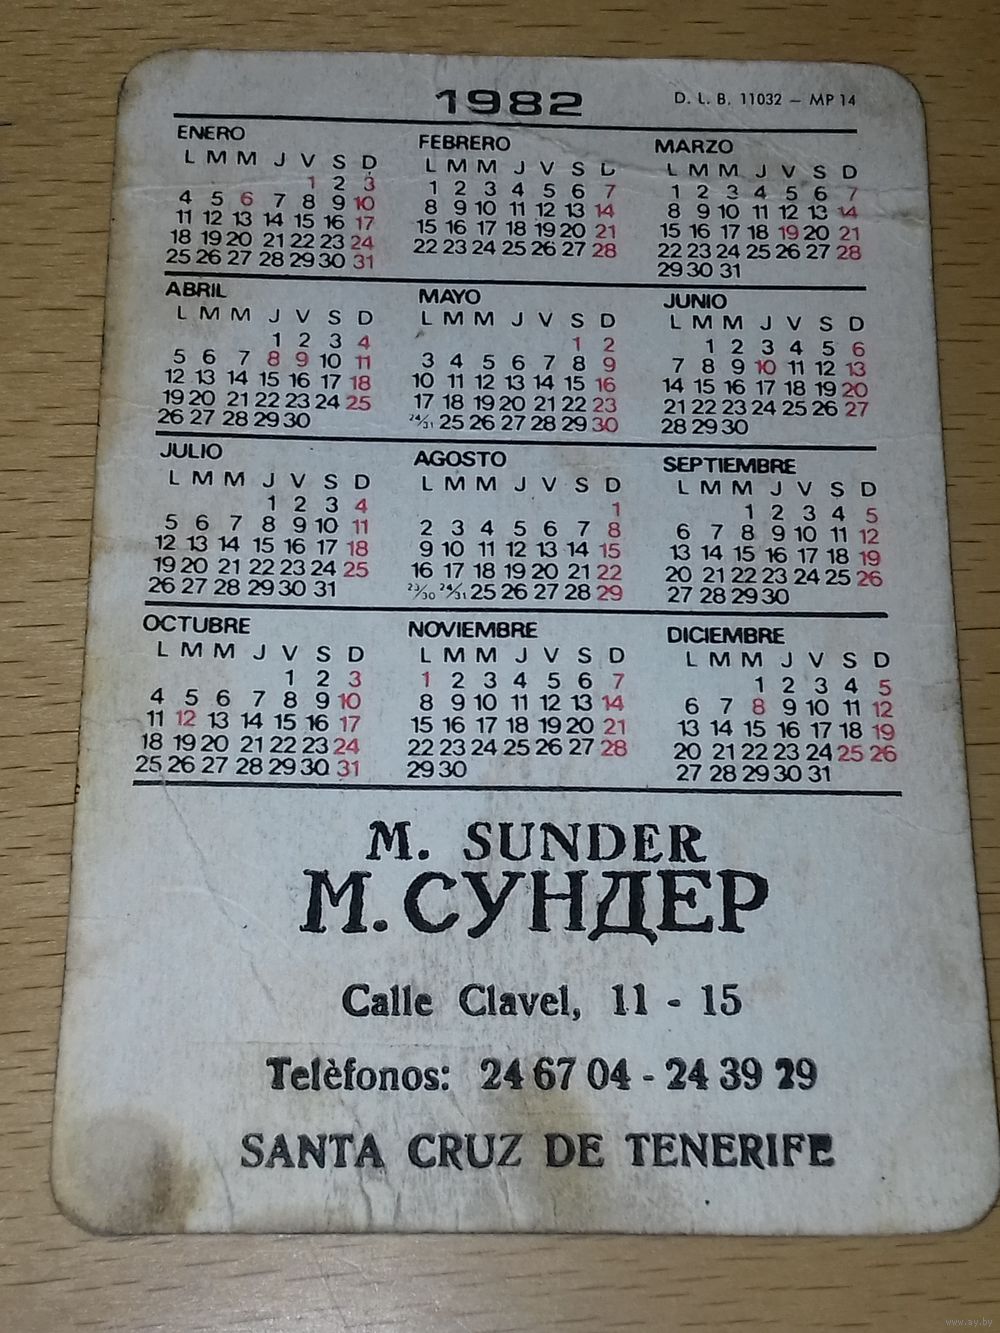 1982 D. L. B. 11032 – MP 14
ENERO
L M M J V S D
1 2 3
4 5 6 7 8 9 10
11 12 13 14 15 16 17
18 19 20 21 22 23 24
25 26 27 28 29 30 31
FEBRERO
L M M J V S D
1 2 3 4 5 6 7
8 9 10 11 12 13 14
15 16 17 18 19 20 21
22 23 24 25 26 27 28
MARZO
L M M J V S D
1 2 3 4 5 6 7
8 9 10 11 12 13 14
15 16 17 18 19 20 21
22 23 24 25 26 27 28
29 30 31
ABRIL
L M M J V S D
1 2 3 4
5 6 7 8 9 10 11
12 13 14 15 16 17 18
19 20 21 22 23 24 25
26 27 28 29 30
MAYO
L M M J V S D
1 2
3 4 5 6 7 8 9
10 11 12 13 14 15 16
17 18 19 20 21 22 23
24/31 25 26 27 28 29 30
JUNIO
L M M J V S D
1 2 3 4 5 6
7 8 9 10 11 12 13
14 15 16 17 18 19 20
21 22 23 24 25 26 27
28 29 30
JULIO
L M M J V S D
1 2 3 4
5 6 7 8 9 10 11
12 13 14 15 16 17 18
19 20 21 22 23 24 25
26 27 28 29 30 31
AGOSTO
L M M J V S D
1
2 3 4 5 6 7 8
9 10 11 12 13 14 15
16 17 18 19 20 21 22
23/30 24/31 25 26 27 28 29
SEPTIEMBRE
L M M J V S D
1 2 3 4 5
6 7 8 9 10 11 12
13 14 15 16 17 18 19
20 21 22 23 24 25 26
27 28 29 30
OCTUBRE
L M M J V S D
1 2 3
4 5 6 7 8 9 10
11 12 13 14 15 16 17
18 19 20 21 22 23 24
25 26 27 28 29 30 31
NOVIEMBRE
L M M J V S D
1 2 3 4 5 6 7
8 9 10 11 12 13 14
15 16 17 18 19 20 21
22 23 24 25 26 27 28
29 30
DICIEMBRE
L M M J V S D
1 2 3 4 5
6 7 8 9 10 11 12
13 14 15 16 17 18 19
20 21 22 23 24 25 26
27 28 29 30 31
M. SUNDER
М. СУНДЕР
Calle Clavel, 11 - 15
Telèfonos: 24 67 04 - 24 39 29
SANTA CRUZ DE TENERIFE
www.ay.by